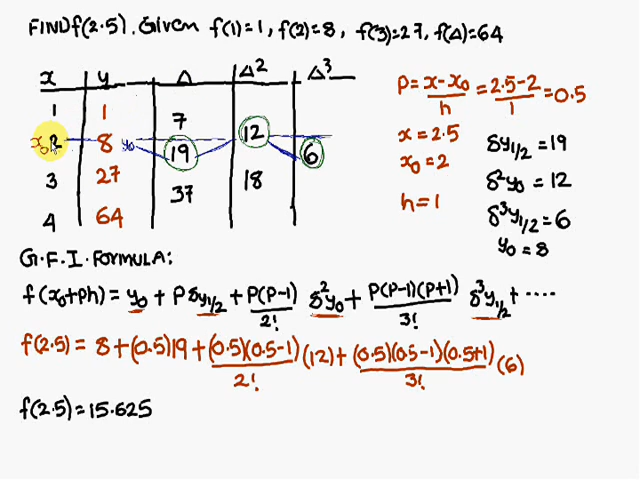 FIND f(2.5). Given f(1)=1, f(2)=8, f(3)=27, f(4)=64
x y Δ Δ² Δ³
1 1
7
x₀ 2 8 y₀ 12
19 6
3 27
37 18
4 64
P = x-x₀/h = 2.5-2/1 = 0.5
x = 2.5
x₀ = 2
h = 1
δy₁/₂ = 19
δ²y₀ = 12
δ³y₁/₂ = 6
y₀ = 8
G.F.I. FORMULA:
f(x₀+ph) = y₀ + P δy₁/₂ + P(P-1)/2! δ²y₀ + P(P-1)(P+1)/3! δ³y₁/₂ + ....
f(2.5) = 8+(0.5)19+(0.5)(0.5-1)/2! (12)+(0.5)(0.5-1)(0.5+1)/3! (6)
f(2.5) = 15.625